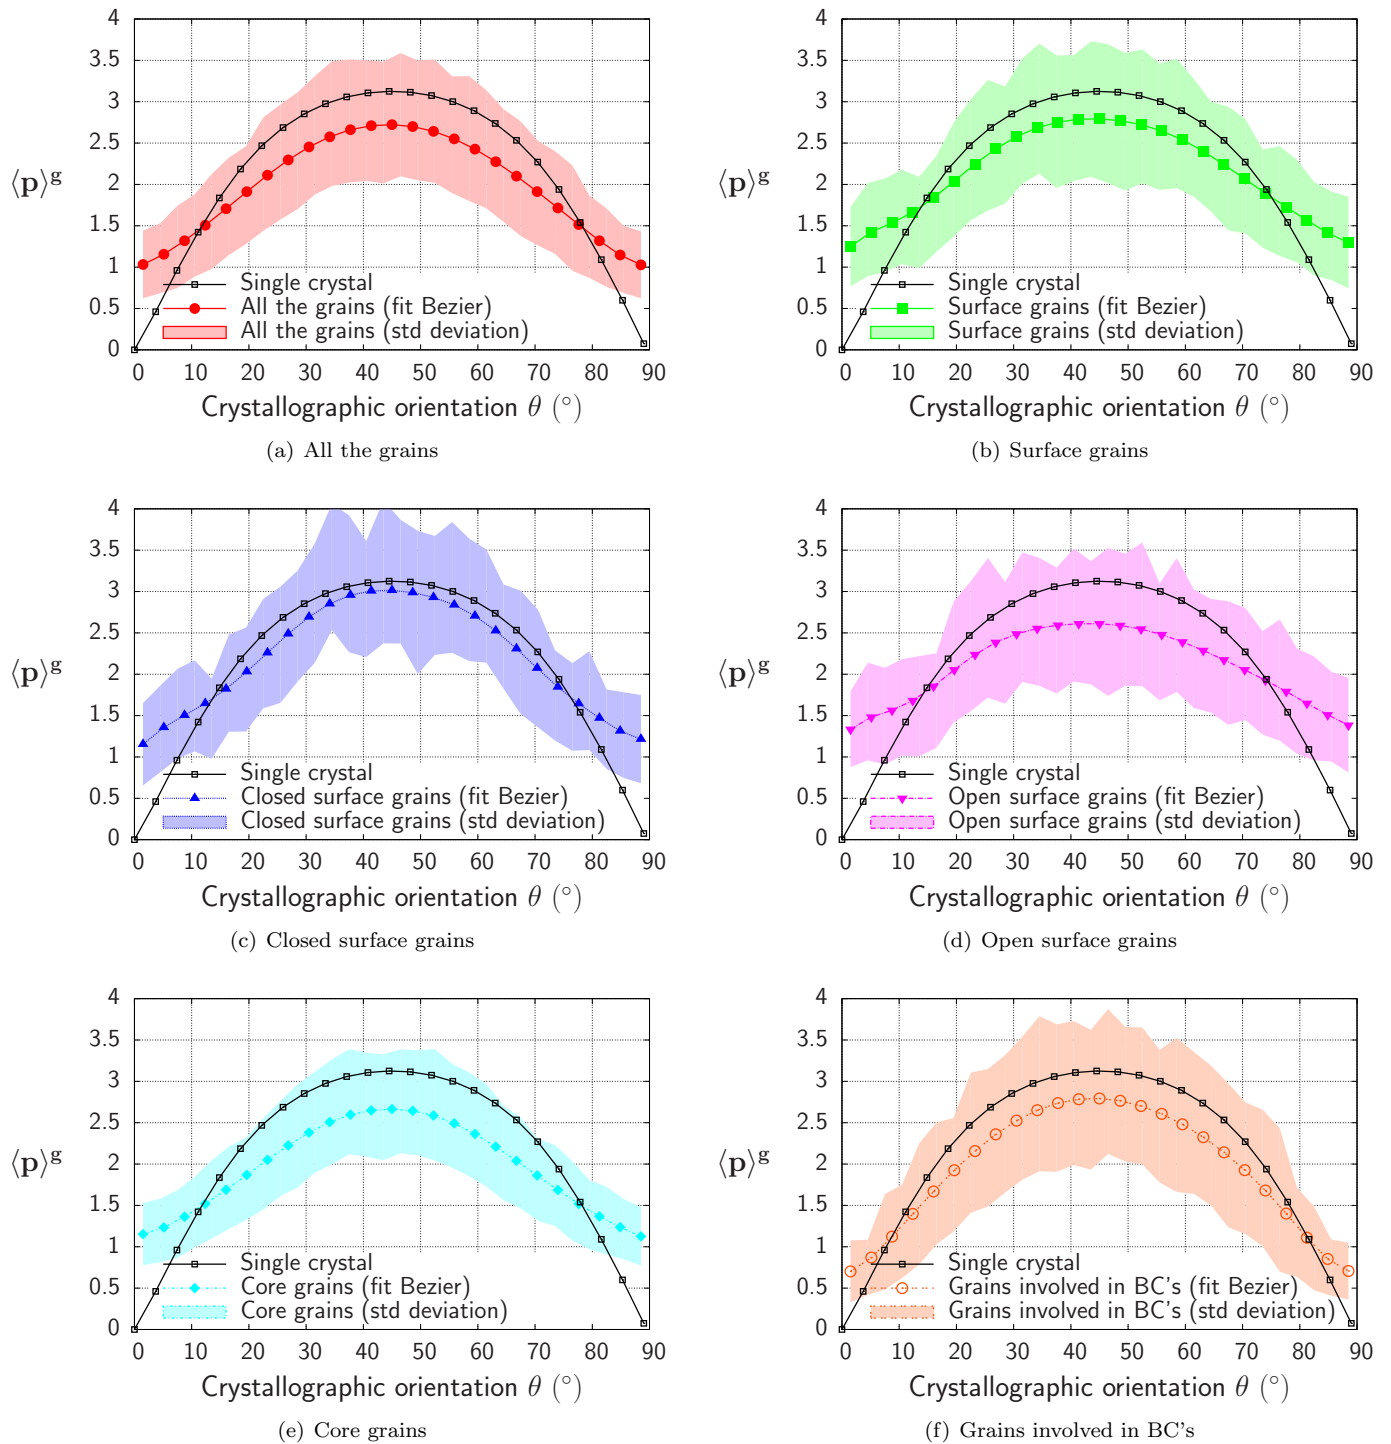 4
3.5
3
2.5
2
1.5
1
0.5
0
⟨p⟩ᵍ
Single crystal
All the grains (fit Bezier)
All the grains (std deviation)
0 10 20 30 40 50 60 70 80 90
Crystallographic orientation θ (°)
(a) All the grains
4
3.5
3
2.5
2
1.5
1
0.5
0
⟨p⟩ᵍ
Single crystal
Surface grains (fit Bezier)
Surface grains (std deviation)
0 10 20 30 40 50 60 70 80 90
Crystallographic orientation θ (°)
(b) Surface grains
4
3.5
3
2.5
2
1.5
1
0.5
0
⟨p⟩ᵍ
Single crystal
Closed surface grains (fit Bezier)
Closed surface grains (std deviation)
0 10 20 30 40 50 60 70 80 90
Crystallographic orientation θ (°)
(c) Closed surface grains
4
3.5
3
2.5
2
1.5
1
0.5
0
⟨p⟩ᵍ
Single crystal
Open surface grains (fit Bezier)
Open surface grains (std deviation)
0 10 20 30 40 50 60 70 80 90
Crystallographic orientation θ (°)
(d) Open surface grains
4
3.5
3
2.5
2
1.5
1
0.5
0
⟨p⟩ᵍ
Single crystal
Core grains (fit Bezier)
Core grains (std deviation)
0 10 20 30 40 50 60 70 80 90
Crystallographic orientation θ (°)
(e) Core grains
4
3.5
3
2.5
2
1.5
1
0.5
0
⟨p⟩ᵍ
Single crystal
Grains involved in BC's (fit Bezier)
Grains involved in BC's (std deviation)
0 10 20 30 40 50 60 70 80 90
Crystallographic orientation θ (°)
(f) Grains involved in BC's